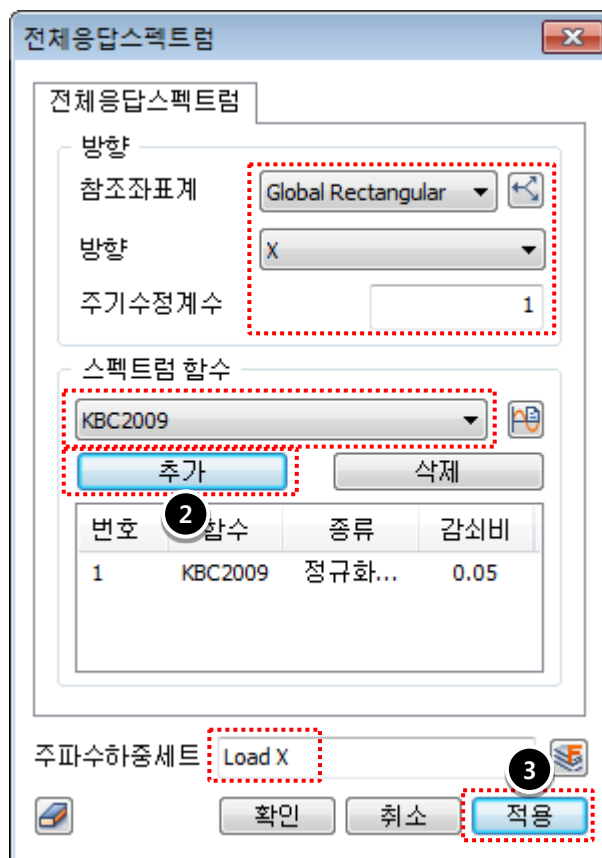 전체응답스펙트럼
전체응답스펙트럼
방향
참조좌표계 Global Rectangular
방향 X
주기수정계수 1
스펙트럼 함수
KBC2009
추가 삭제
2
번호 함수 종류 감쇠비
1 KBC2009 정규화... 0.05
주파수하중세트 Load X
3
확인 취소 적용